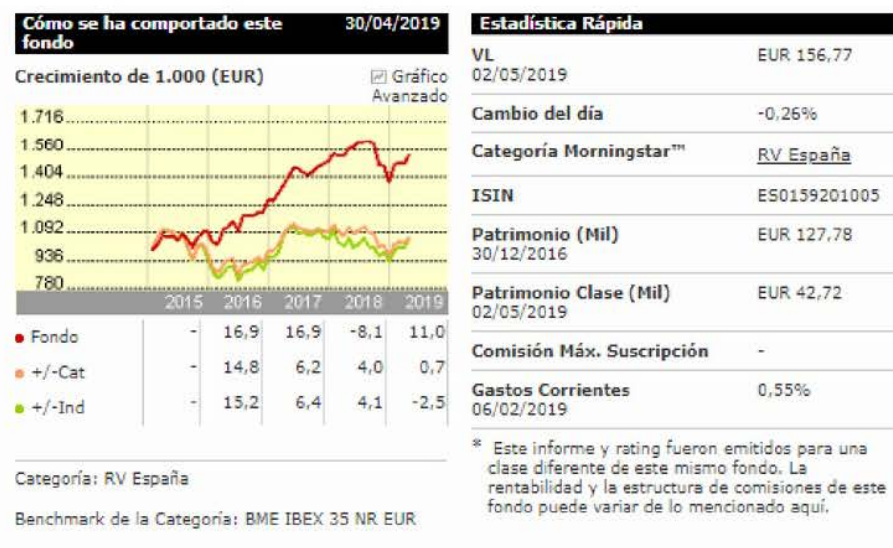 Cómo se ha comportado este fondo 30/04/2019
Crecimiento de 1.000 (EUR) Gráfico Avanzado
1.716
1.560
1.404
1.248
1.092
936
780
2015 2016 2017 2018 2019
Fondo - 16,9 16,9 -8,1 11,0
+/-Cat - 14,8 6,2 4,0 0,7
+/-Ind - 15,2 6,4 4,1 -2,5
Categoría: RV España
Benchmark de la Categoría: BME IBEX 35 NR EUR
Estadística Rápida
VL EUR 156,77
02/05/2019
Cambio del día -0,26%
Categoría Morningstar™ RV España
ISIN ES0159201005
Patrimonio (Mil) EUR 127,78
30/12/2016
Patrimonio Clase (Mil) EUR 42,72
02/05/2019
Comisión Máx. Suscripción -
Gastos Corrientes 0,55%
06/02/2019
* Este informe y rating fueron emitidos para una
clase diferente de este mismo fondo. La
rentabilidad y la estructura de comisiones de este
fondo puede variar de lo mencionado aquí.